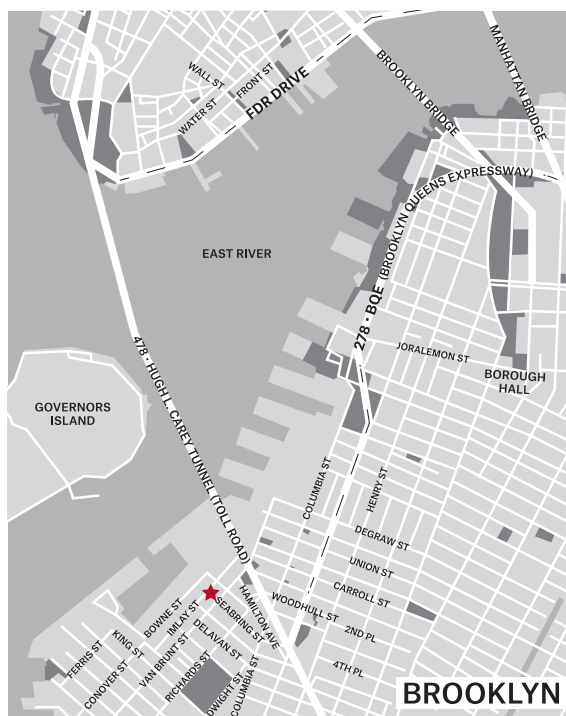 MANHATTAN BRIDGE
BROOKLYN BRIDGE
WALL ST
FRONT ST
WATER ST
FDR DRIVE
278 • BQE (BROOKLYN QUEENS EXPRESSWAY)
EAST RIVER
JORALEMON ST
BOROUGH
HALL
478 • HUGH L. CAREY TUNNEL (TOLL ROAD)
GOVERNORS
ISLAND
COLUMBIA ST
HENRY ST
DEGRAW ST
UNION ST
CARROLL ST
HAMILTON AVE
WOODHULL ST
2ND PL
4TH PL
BOWNE ST
IMLAY ST
SEABRING ST
KING ST
FERRIS ST
CONOVER ST
VAN BRUNT ST
DELAVAN ST
RICHARDS ST
DWIGHT ST
COLUMBIA ST
BROOKLYN